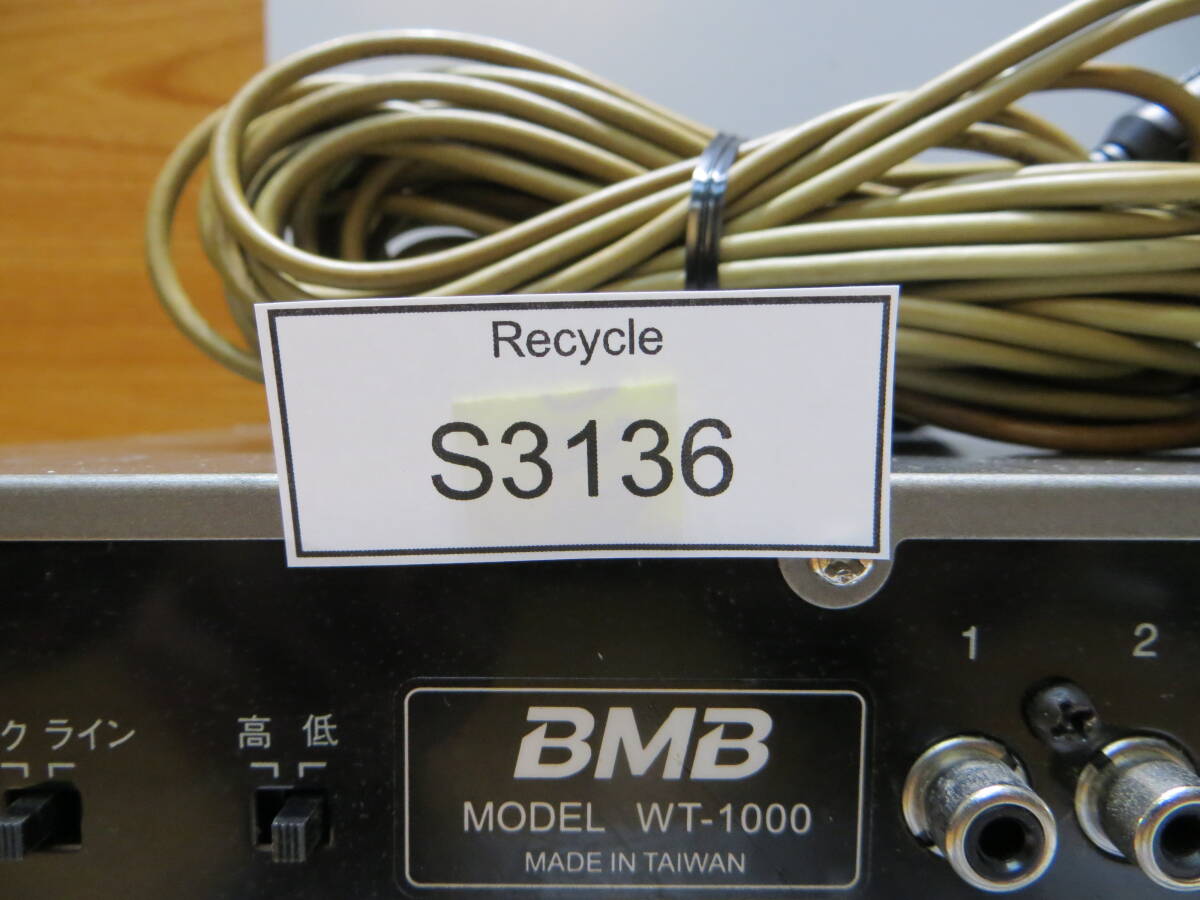 Recycle
S3136
1 2
ク ライン
高 低
BMB
MODEL WT-1000
MADE IN TAIWAN